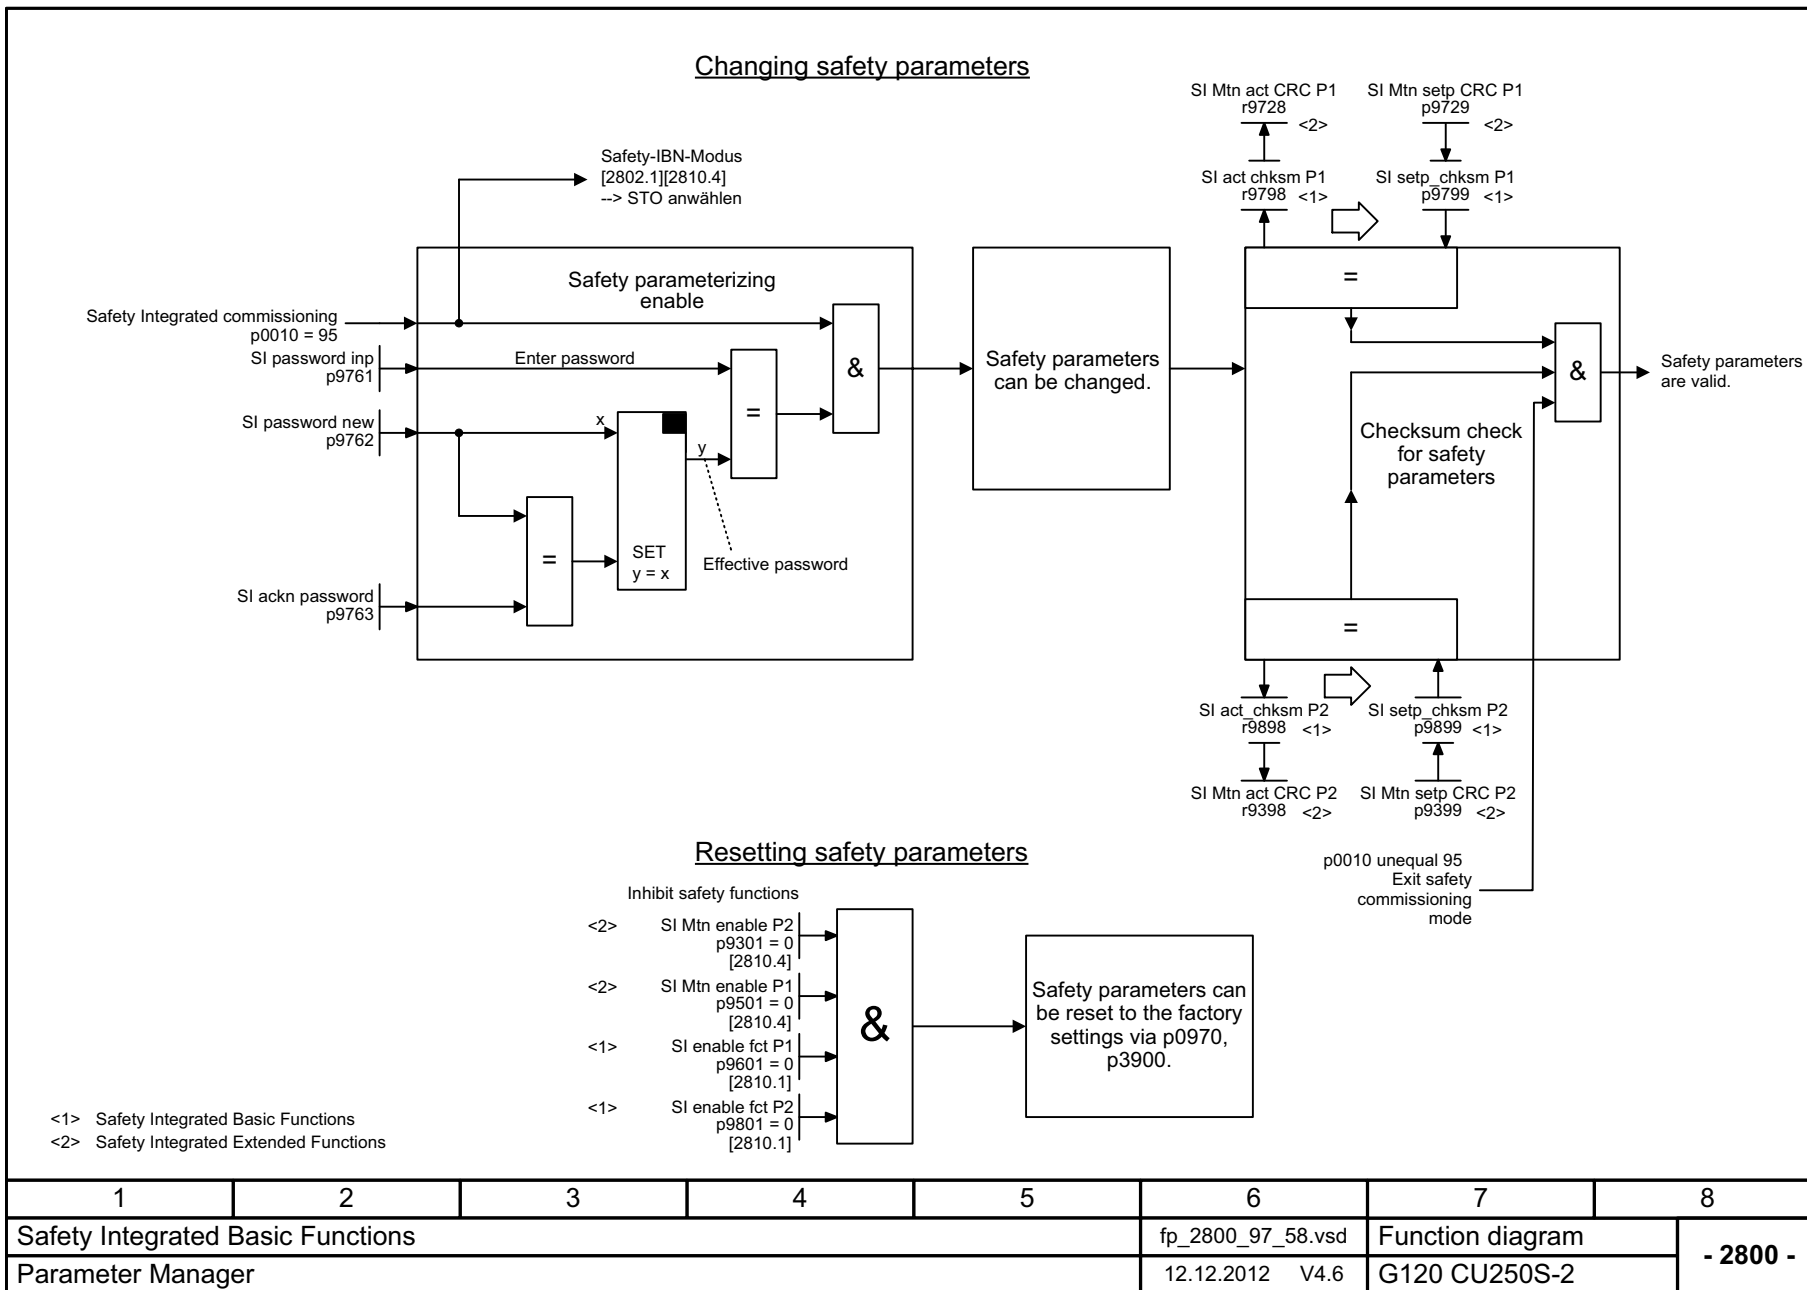 Changing safety parameters
SI Mtn act CRC P1
r9728
<2>
SI Mtn setp CRC P1
p9729
<2>
Safety-IBN-Modus
[2802.1][2810.4]
--> STO anwählen
SI act chksm P1
r9798
<1>
SI setp_chksm P1
p9799
<1>
Safety parameterizing
enable
=
Safety Integrated commissioning
p0010 = 95
SI password inp
p9761
Enter password
&
=
Safety parameters
can be changed.
&
Safety parameters
are valid.
SI password new
p9762
x
y
Checksum check
for safety
parameters
=
SET
y = x
Effective password
SI ackn password
p9763
=
SI act_chksm P2
r9898
<1>
SI setp_chksm P2
p9899
<1>
SI Mtn act CRC P2
r9398
<2>
SI Mtn setp CRC P2
p9399
<2>
Resetting safety parameters
p0010 unequal 95
Exit safety
commissioning
mode
Inhibit safety functions
<2>
SI Mtn enable P2
p9301 = 0
[2810.4]
<2>
SI Mtn enable P1
p9501 = 0
[2810.4]
<1>
SI enable fct P1
p9601 = 0
[2810.1]
<1>
SI enable fct P2
p9801 = 0
[2810.1]
&
Safety parameters can
be reset to the factory
settings via p0970,
p3900.
<1> Safety Integrated Basic Functions
<2> Safety Integrated Extended Functions
1 2 3 4 5 6 7 8
Safety Integrated Basic Functions
fp_2800_97_58.vsd
Function diagram
- 2800 -
Parameter Manager
12.12.2012 V4.6
G120 CU250S-2